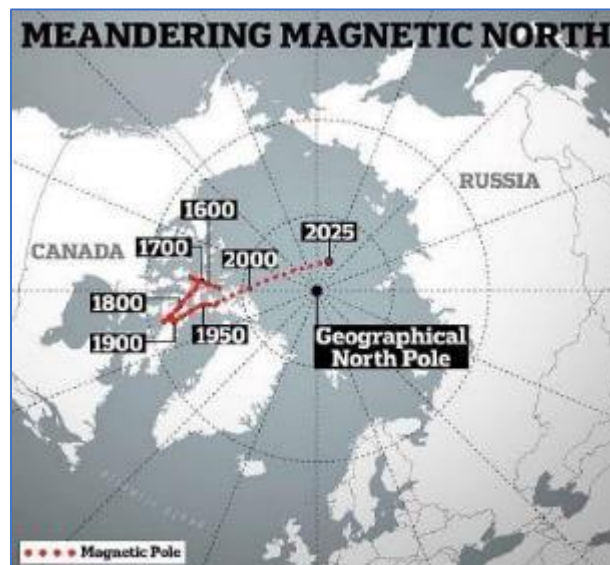 MEANDERING MAGNETIC NORTH
RUSSIA
1600
2025
CANADA
1700
2000
1800
1900
1950
Geographical
North Pole
Magnetic Pole